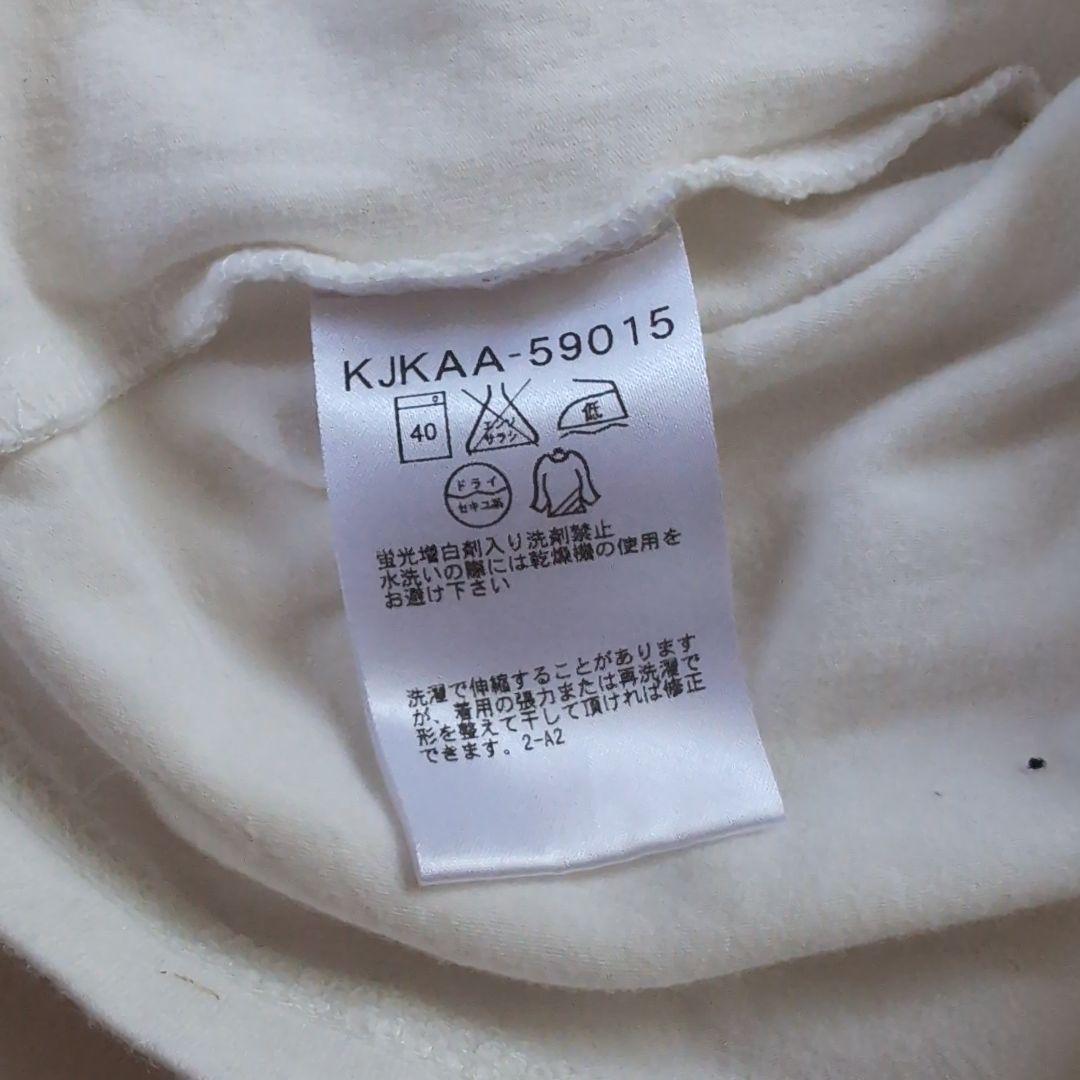 KJKAA-59015
40
エンソ
サラシ
低
ドライ
セキユ系
蛍光増白剤入り洗剤禁止
水洗いの際には乾燥機の使用を
お避け下さい
洗濯で伸縮することがあります
が、着用の張力または再洗濯で
形を整えて干して頂ければ修正
できます。2-A2